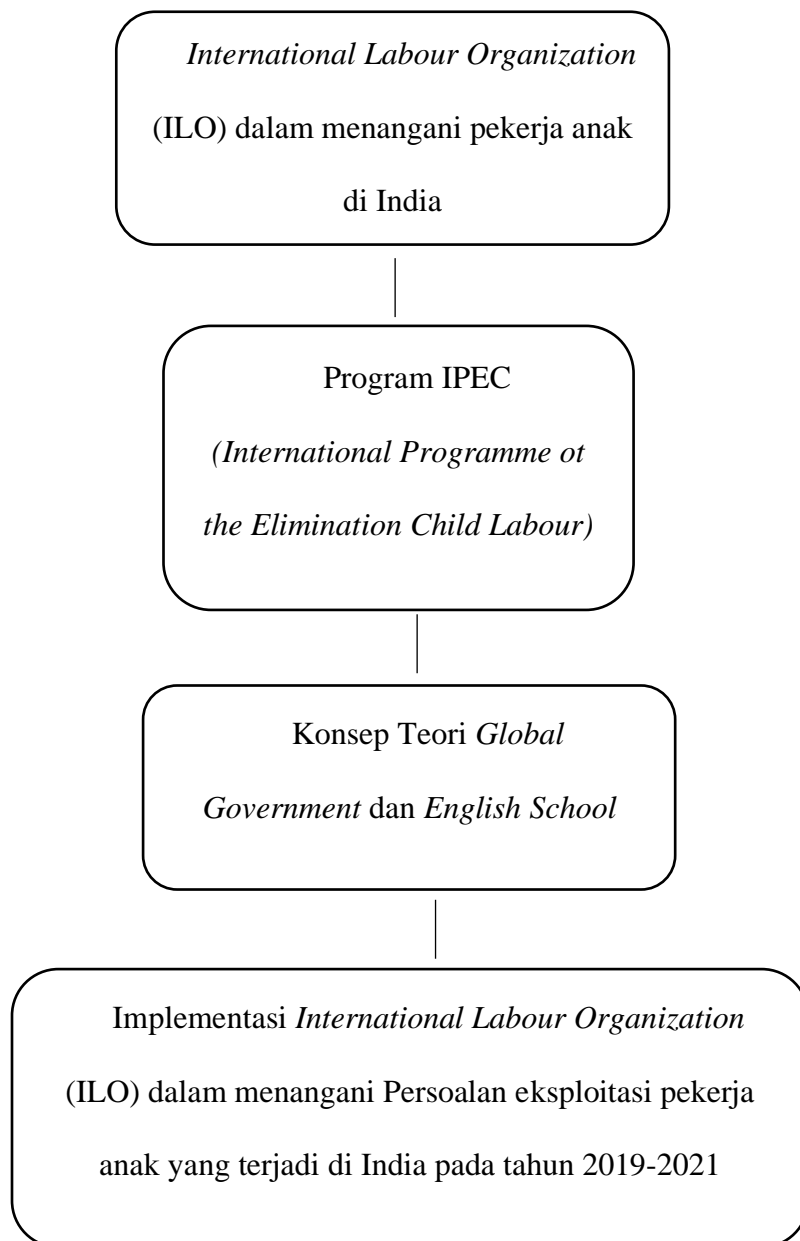 International Labour Organization
(ILO) dalam menangani pekerja anak
di India
Program IPEC
(International Programme ot
the Elimination Child Labour)
Konsep Teori Global
Government dan English School
Implementasi International Labour Organization
(ILO) dalam menangani Persoalan eksploitasi pekerja
anak yang terjadi di India pada tahun 2019-2021